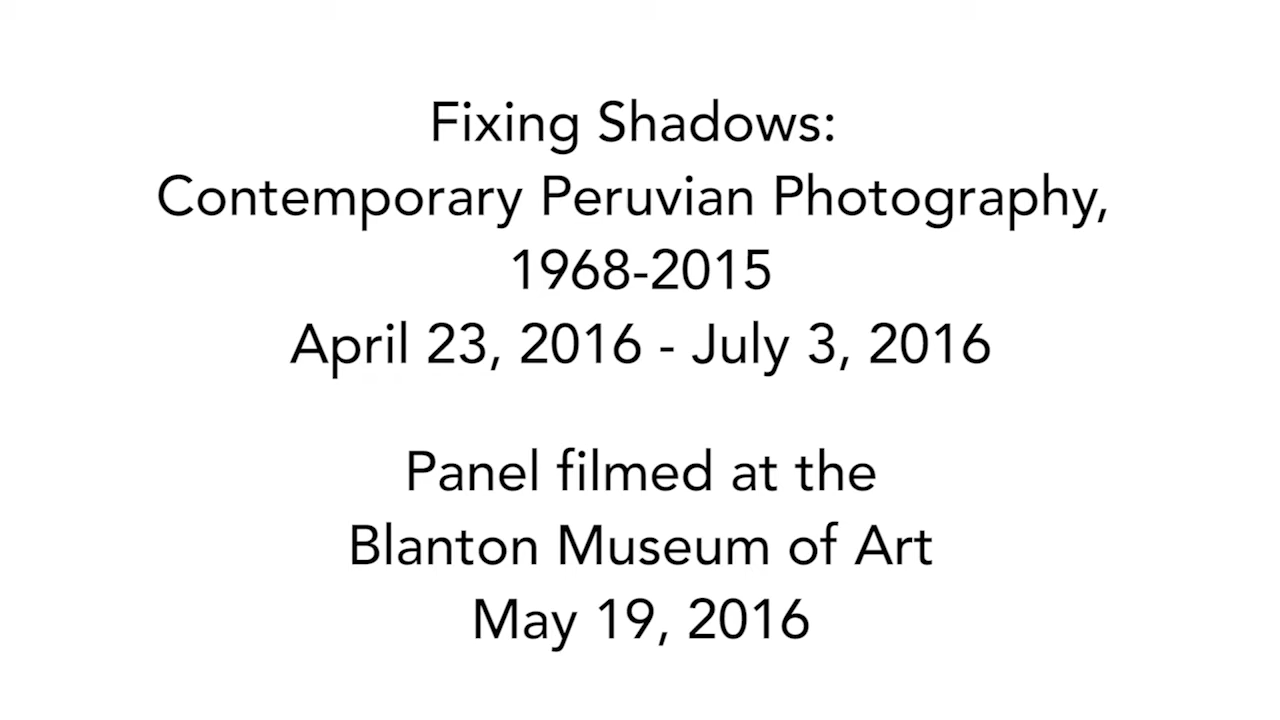 Fixing Shadows:
Contemporary Peruvian Photography,
1968-2015
April 23, 2016 - July 3, 2016
Panel filmed at the
Blanton Museum of Art
May 19, 2016